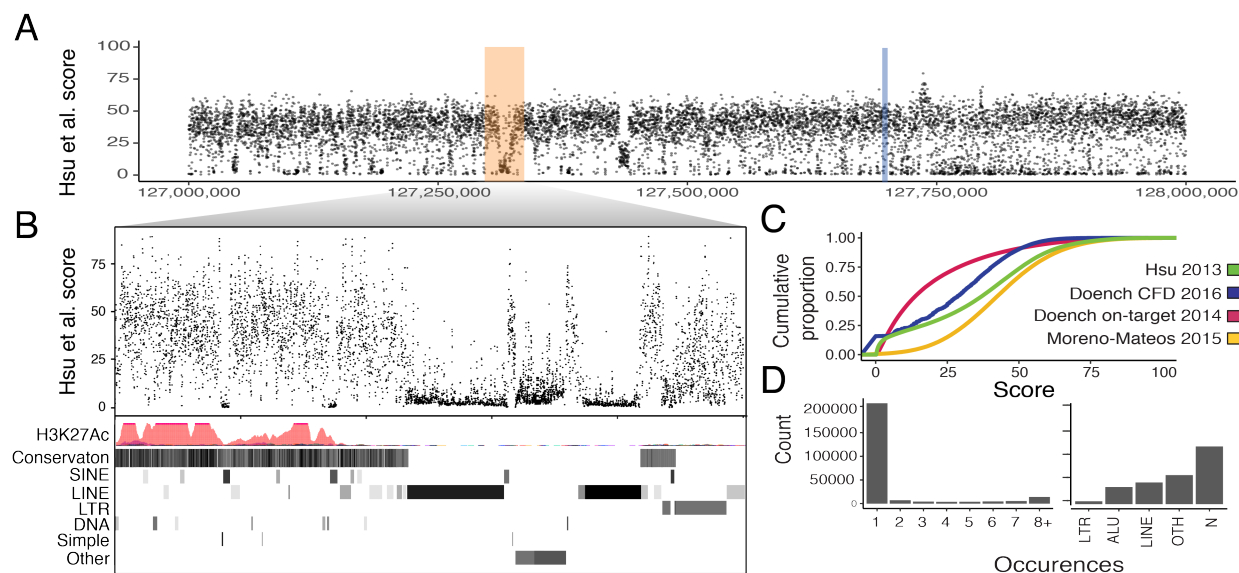 A
Hsu et al. score
100
75
50
25
0
127,000,000 127,250,000 127,500,000 127,750,000 128,000,000
B
Hsu et al. score
75
50
25
0
H3K27Ac
Conservaton
SINE
LINE
LTR
DNA
Simple
Other
C
Cumulative
proportion
1.00
0.75
0.50
0.25
0.00
Hsu 2013
Doench CFD 2016
Doench on-target 2014
Moreno-Mateos 2015
0 25 50 75 100
Score
D
Count
200000
150000
100000
50000
0
1 2 3 4 5 6 7 8+
LTR ALU LINE OTH N
Occurences